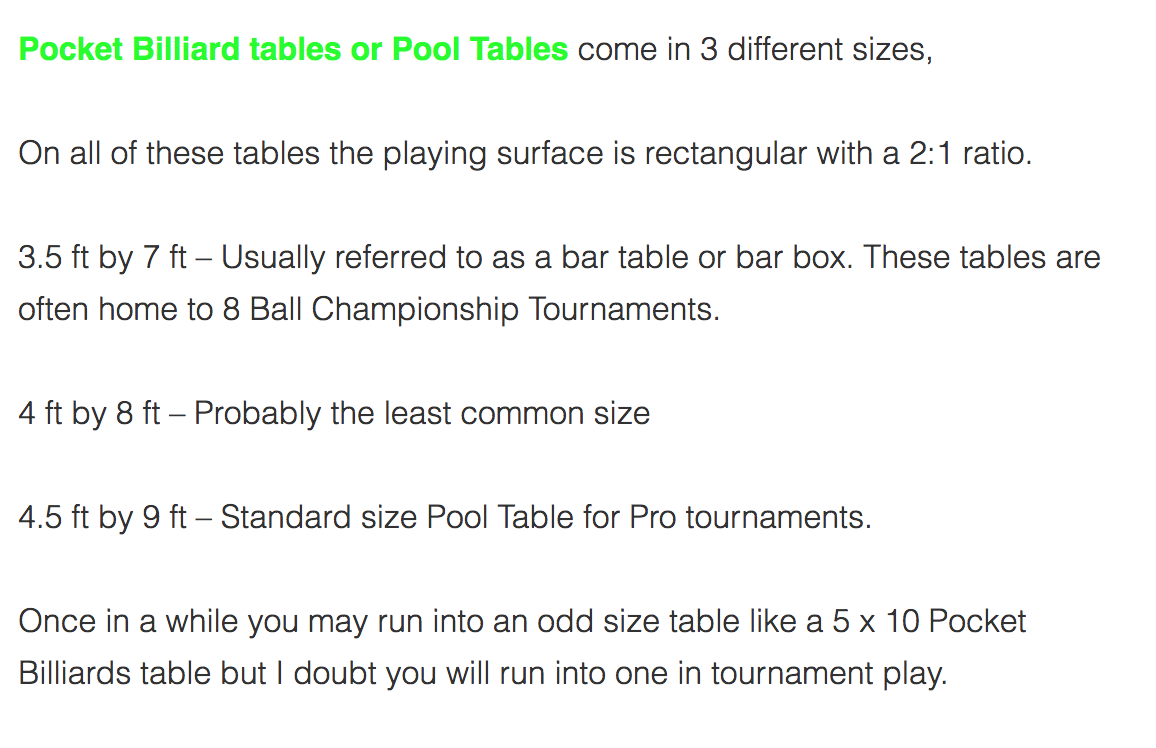 Pocket Billiard tables or Pool Tables come in 3 different sizes,
On all of these tables the playing surface is rectangular with a 2:1 ratio.
3.5 ft by 7 ft – Usually referred to as a bar table or bar box. These tables are
often home to 8 Ball Championship Tournaments.
4 ft by 8 ft – Probably the least common size
4.5 ft by 9 ft – Standard size Pool Table for Pro tournaments.
Once in a while you may run into an odd size table like a 5 x 10 Pocket
Billiards table but I doubt you will run into one in tournament play.